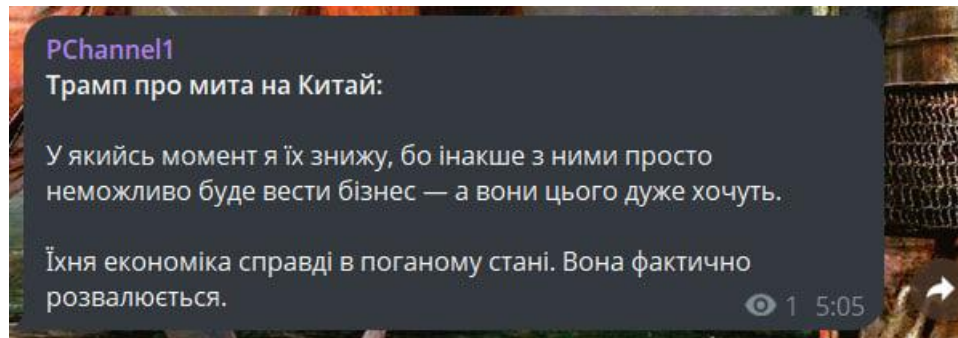 PChannel1
Трамп про мита на Китай:
У якийсь момент я їх знижу, бо інакше з ними просто
неможливо буде вести бізнес — а вони цього дуже хочуть.
Їхня економіка справді в поганому стані. Вона фактично
розвалюється.
1 5:05